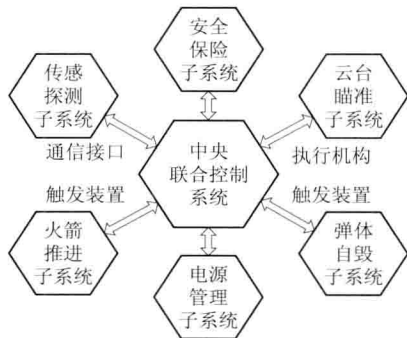 安全
保险
子系统
传感
探测
子系统
云台
瞄准
子系统
通信接口
中央
联合控制
系统
执行机构
触发装置
触发装置
火箭
推进
子系统
电源
管理
子系统
弹体
自毁
子系统